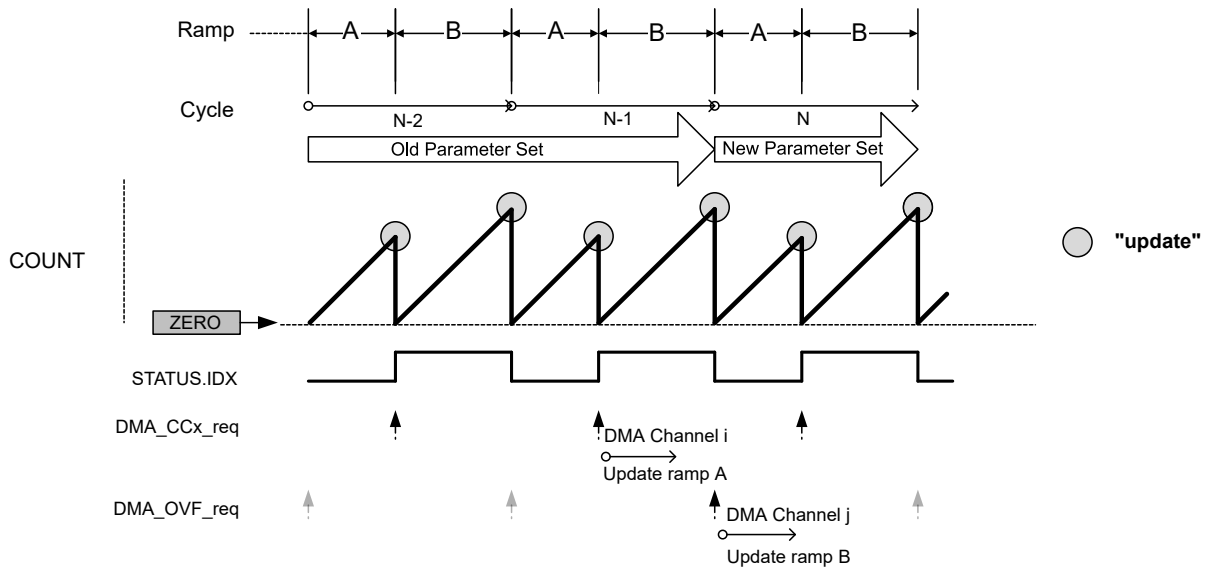 Ramp A B A B A B
Cycle
N-2 N-1 N
Old Parameter Set New Parameter Set
"update"
COUNT
ZERO
STATUS.IDX
DMA_CCx_req
DMA Channel i
Update ramp A
DMA_OVF_req
DMA Channel j
Update ramp B